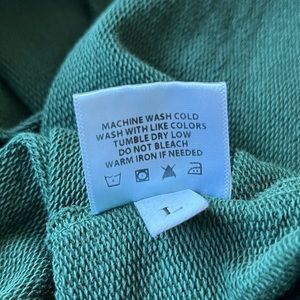 MACHINE WASH COLD
WASH WITH LIKE COLORS
TUMBLE DRY LOW
DO NOT BLEACH
WARM IRON IF NEEDED
L